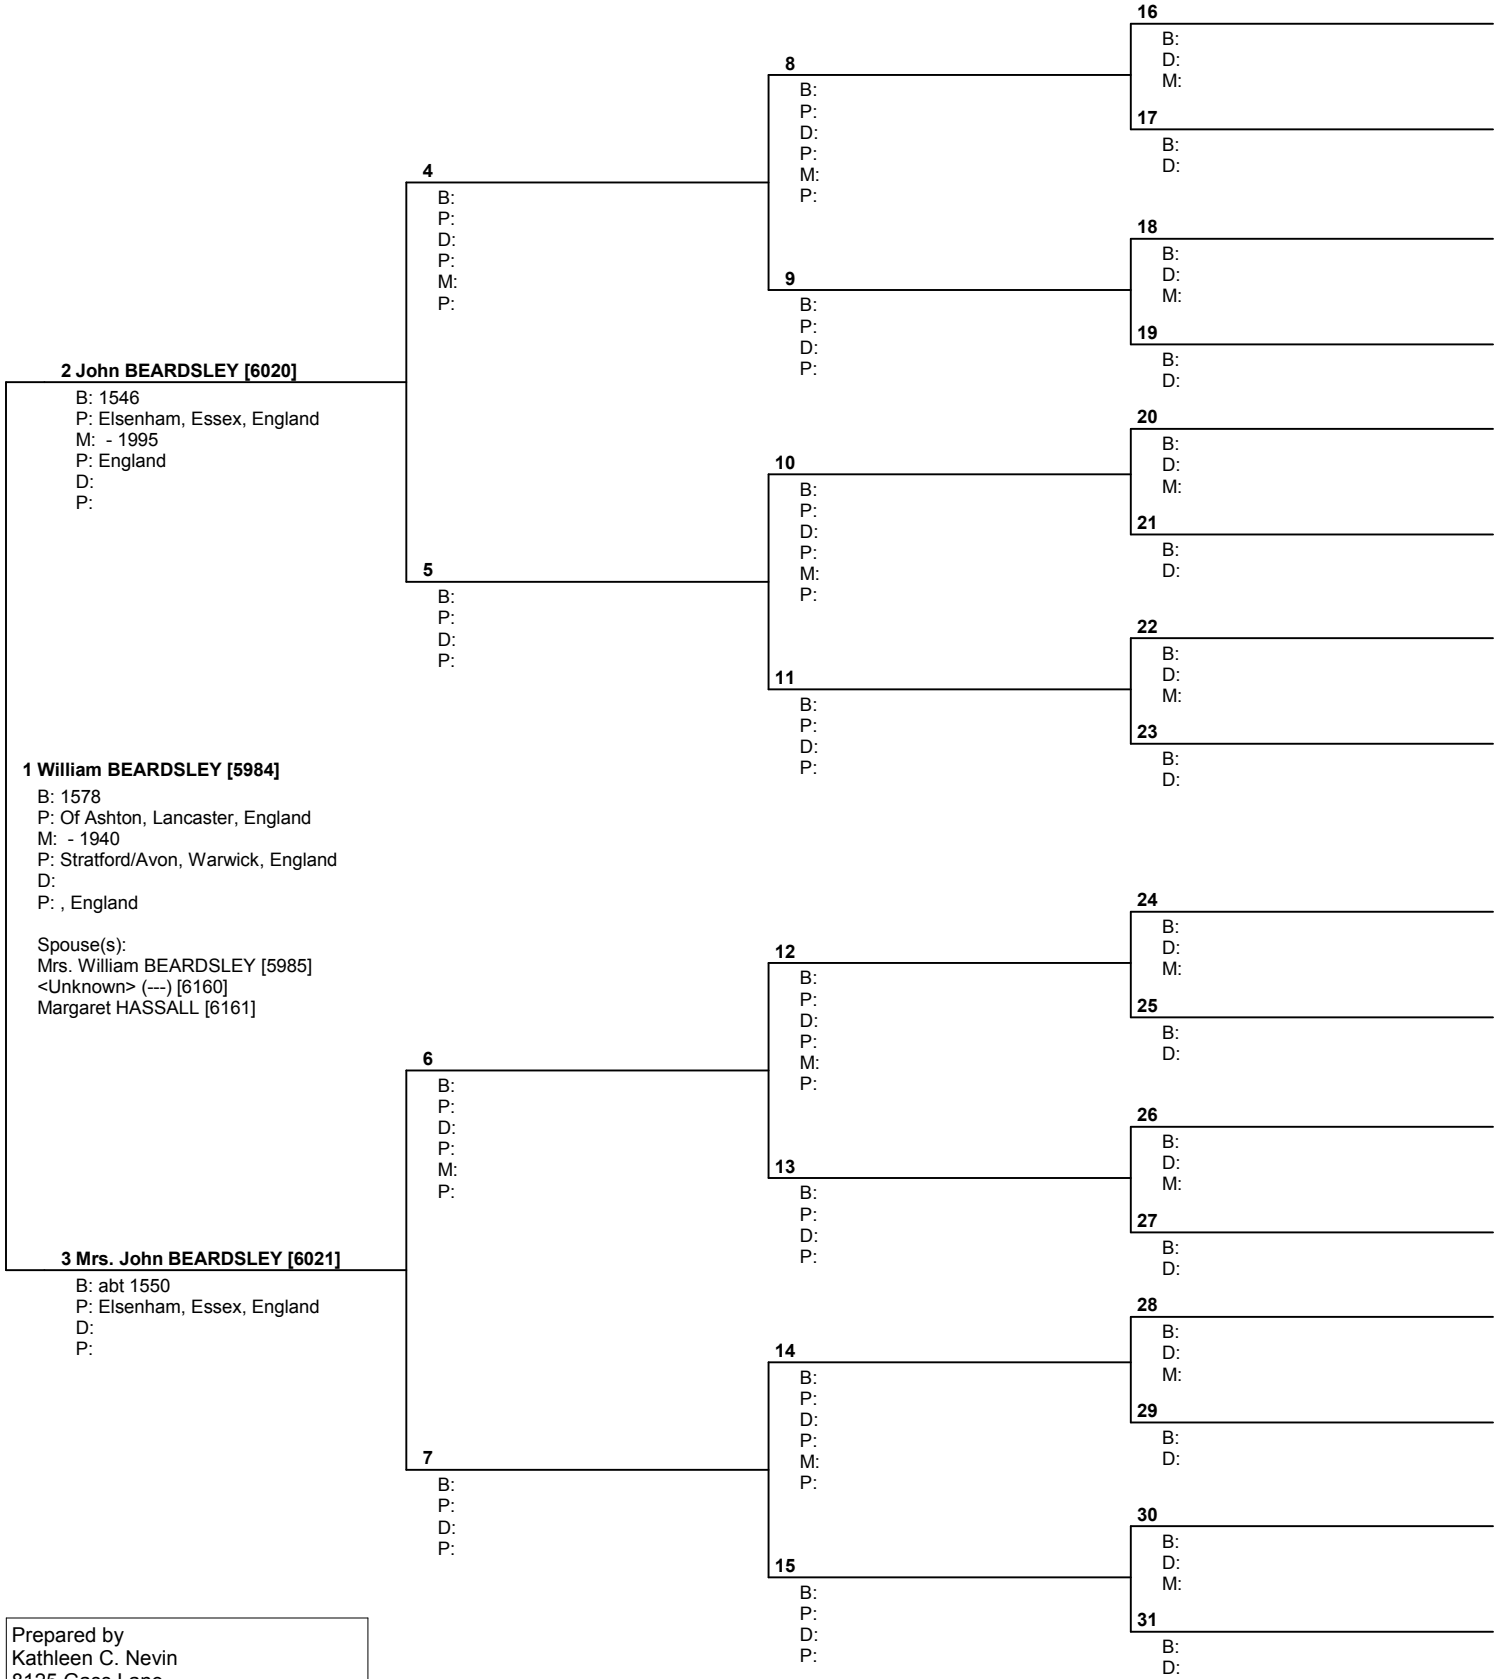 16
B:
D:
M:
8
B:
P:
D:
P:
M:
P:
17
B:
D:
4
B:
P:
D:
P:
M:
P:
18
B:
D:
M:
9
B:
P:
D:
P:
19
B:
D:
2 John BEARDSLEY [6020]
B: 1546
P: Elsenham, Essex, England
M:  - 1995
P: England
D:
P:
20
B:
D:
M:
10
B:
P:
D:
P:
M:
P:
21
B:
D:
5
B:
P:
D:
P:
22
B:
D:
M:
11
B:
P:
D:
P:
23
B:
D:
1 William BEARDSLEY [5984]
B: 1578
P: Of Ashton, Lancaster, England
M:  - 1940
P: Stratford/Avon, Warwick, England
D:
P: , England
Spouse(s):
Mrs. William BEARDSLEY [5985]
<Unknown> (---) [6160]
Margaret HASSALL [6161]
24
B:
D:
M:
12
B:
P:
D:
P:
M:
P:
25
B:
D:
6
B:
P:
D:
P:
M:
P:
26
B:
D:
M:
13
B:
P:
D:
P:
27
B:
D:
3 Mrs. John BEARDSLEY [6021]
B: abt 1550
P: Elsenham, Essex, England
D:
P:
28
B:
D:
M:
14
B:
P:
D:
P:
M:
P:
29
B:
D:
7
B:
P:
D:
P:
30
B:
D:
M:
15
B:
P:
D:
P:
31
B:
D:
Prepared by
Kathleen C. Nevin